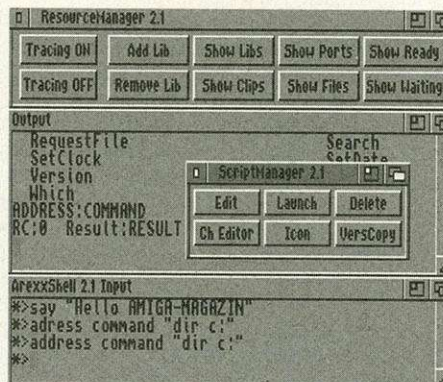 ResourceManager 2.1
Tracing ON Add Lib Show Libs Show Ports Show Ready
Tracing OFF Remove Lib Show Clips Show Files Show Waiting
Output
RequestFile Search
SetClock SetDate
Version
Which
ADDRESS:COMMAND
RC:0 Result:RESULT
ScriptManager 2.1
Edit Launch Delete
Ch Editor Icon VersCopy
ArexxShell 2.1 Input
*>say "Hello AMIGA-MAGAZIN"
*>adress command "dir c:"
*>address command "dir c:"
*>